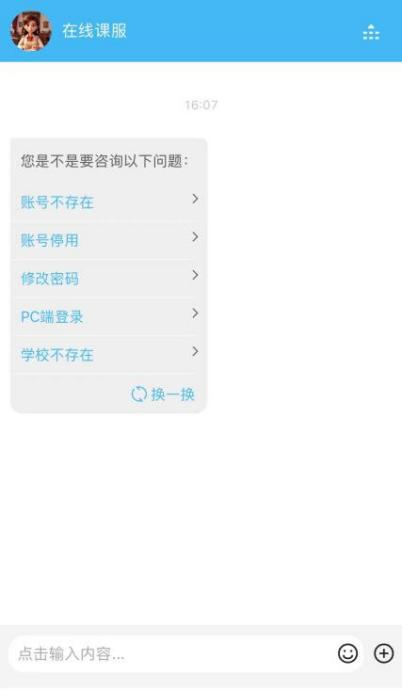 在线课服
16:07
您是不是要咨询以下问题：
账号不存在
账号停用
修改密码
PC端登录
学校不存在
换一换
点击输入内容...